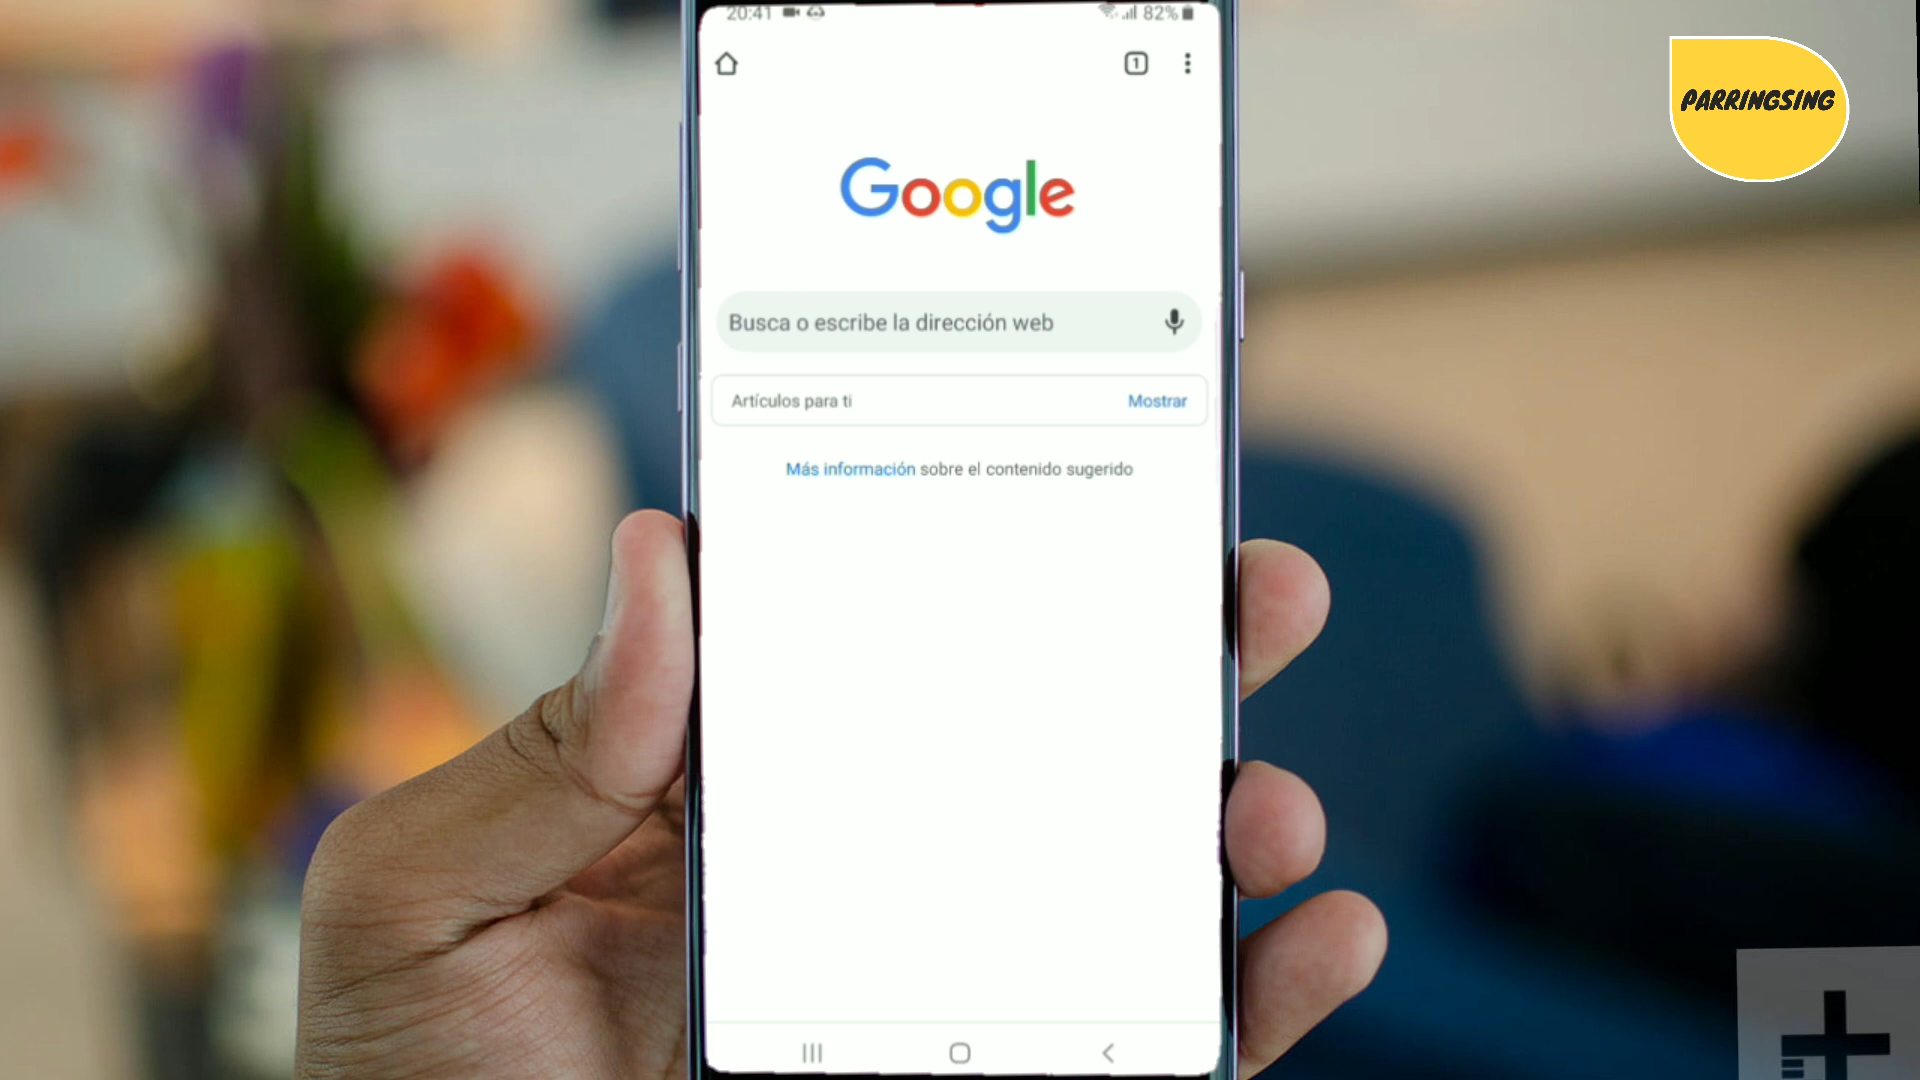 20:41 82%
1
Google
Busca o escribe la dirección web
Artículos para ti Mostrar
Más información sobre el contenido sugerido
PARRINGSING